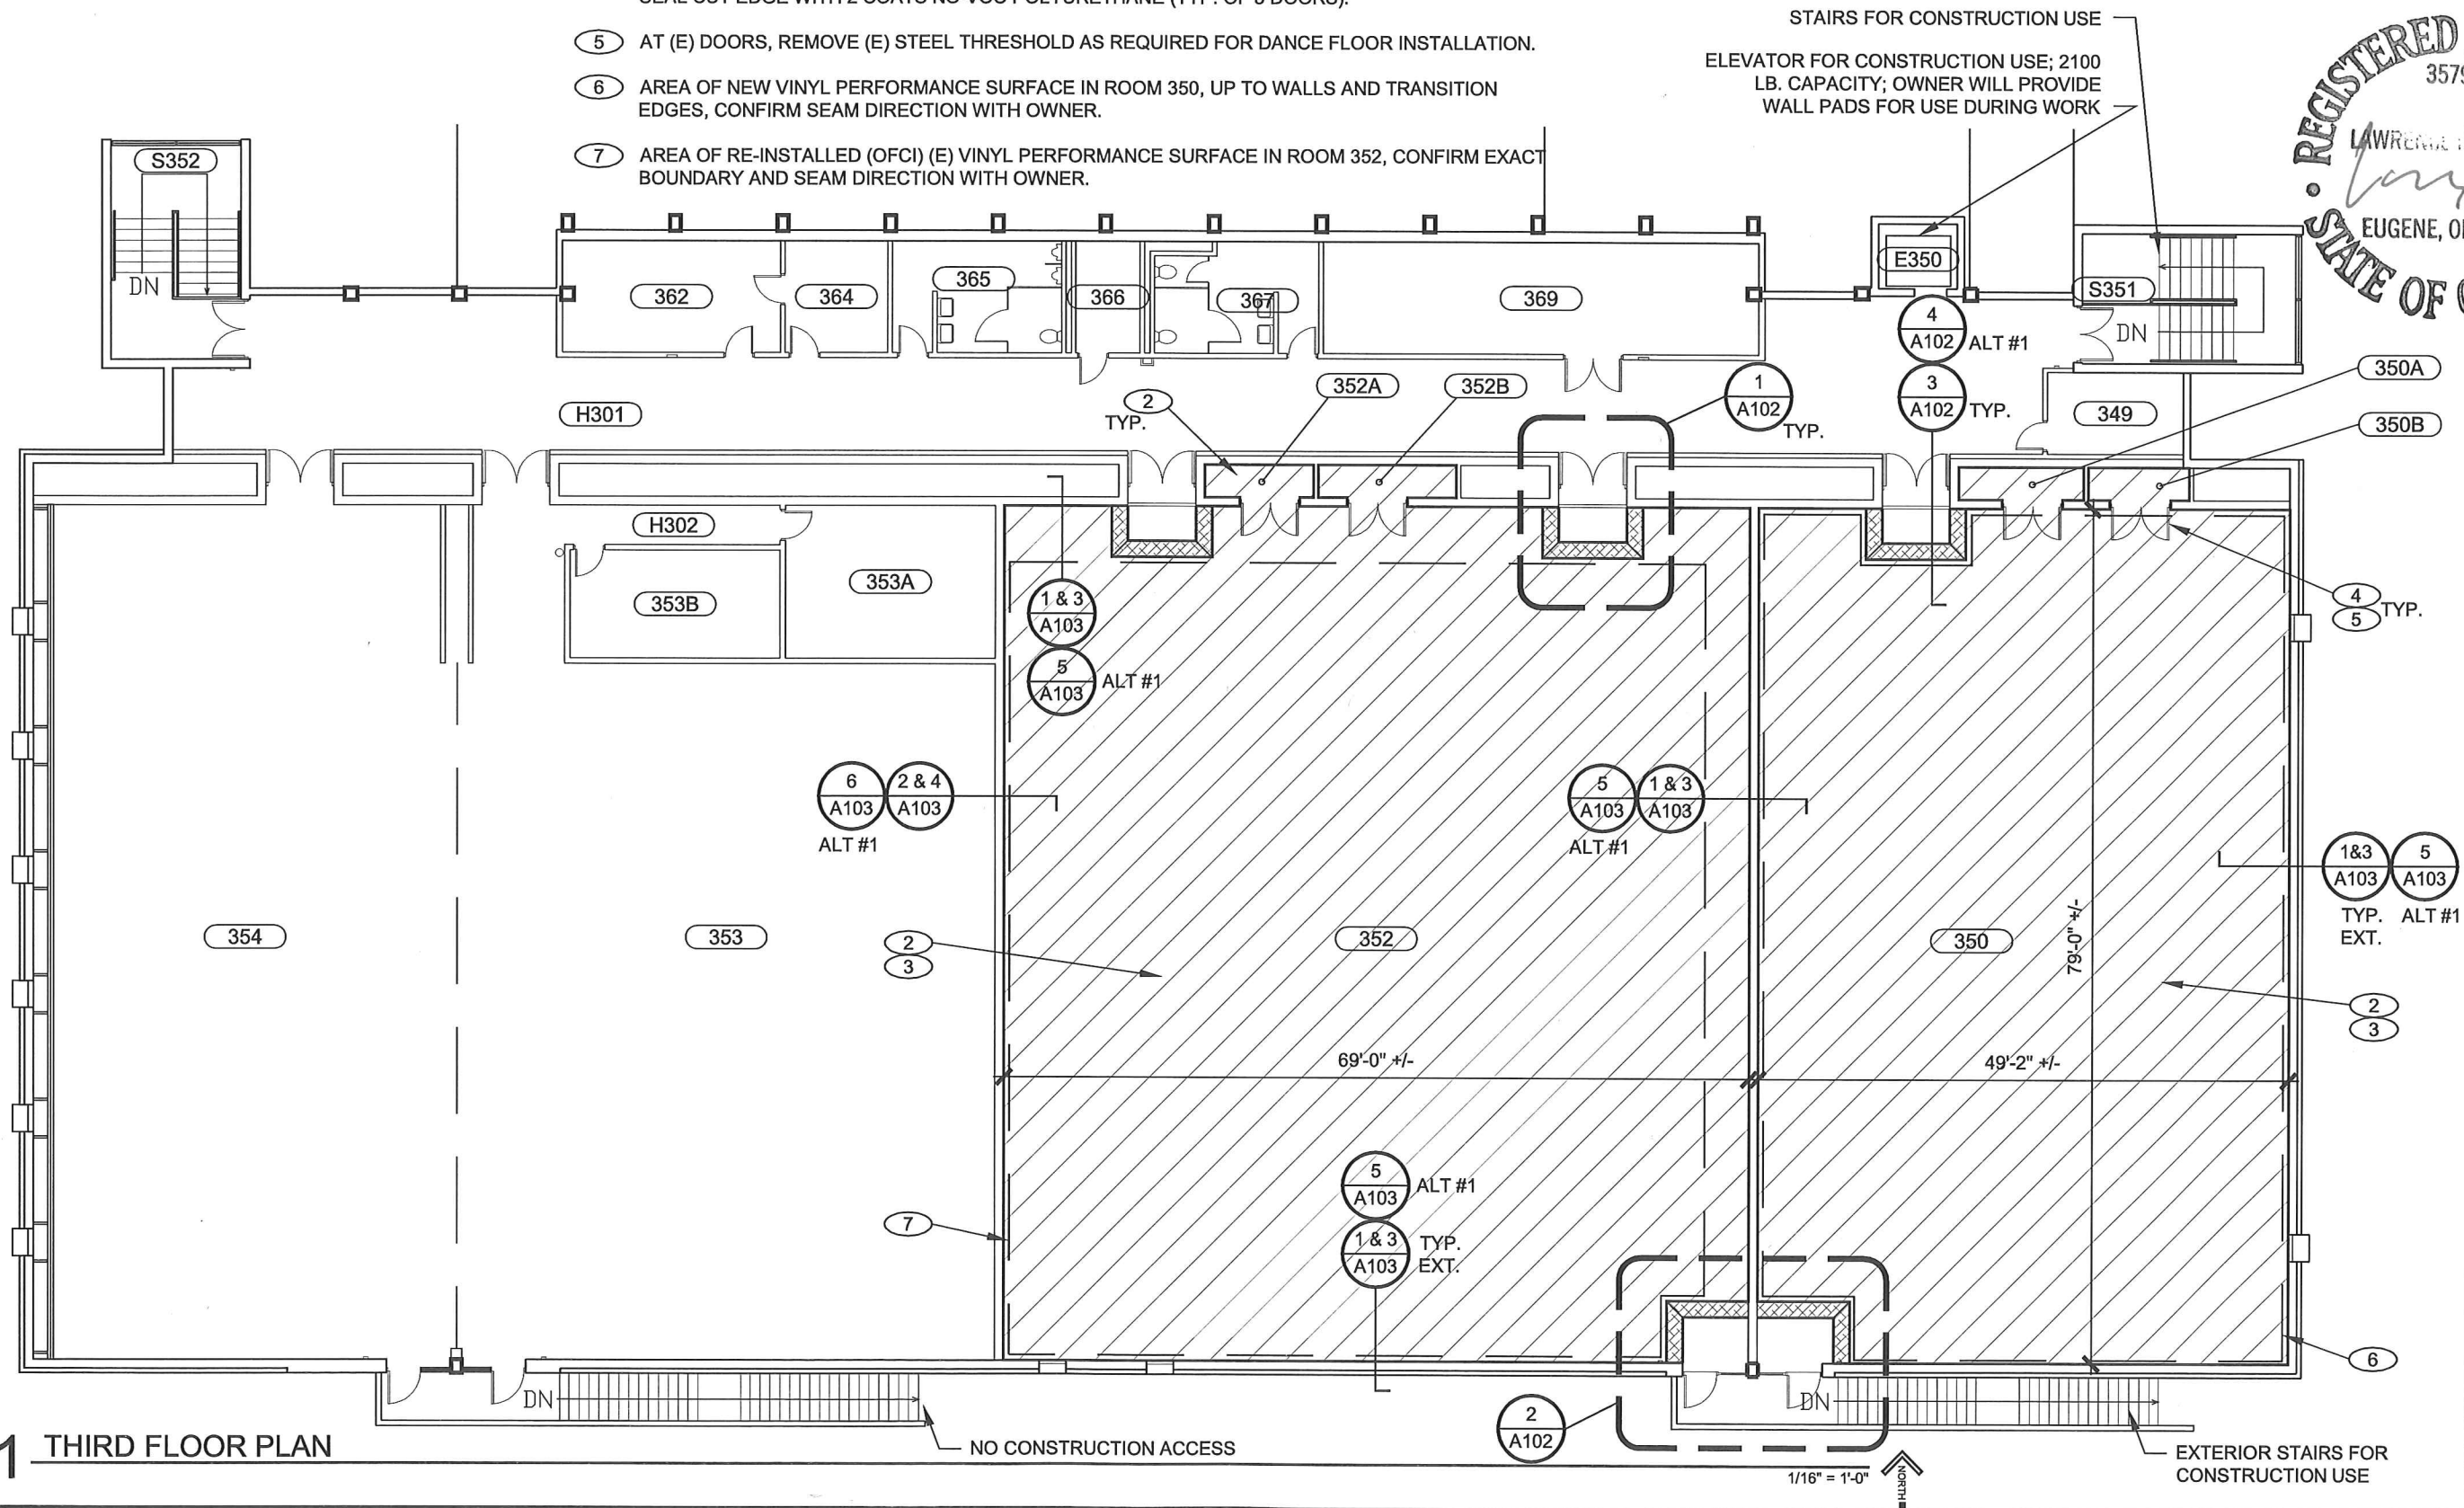 SEAL CUT EDGE WITH 2 COATS NO-VOC POLYURETHANE (TYP. OF 8 DOORS).
5 AT (E) DOORS, REMOVE (E) STEEL THRESHOLD AS REQUIRED FOR DANCE FLOOR INSTALLATION.
6 AREA OF NEW VINYL PERFORMANCE SURFACE IN ROOM 350, UP TO WALLS AND TRANSITION
EDGES, CONFIRM SEAM DIRECTION WITH OWNER.
7 AREA OF RE-INSTALLED (OFCI) (E) VINYL PERFORMANCE SURFACE IN ROOM 352, CONFIRM EXACT
BOUNDARY AND SEAM DIRECTION WITH OWNER.
STAIRS FOR CONSTRUCTION USE
ELEVATOR FOR CONSTRUCTION USE; 2100
LB. CAPACITY; OWNER WILL PROVIDE
WALL PADS FOR USE DURING WORK
REGISTERED
3579
EUGENE, O
STATE OF
S352
DN
362
364
365
366
367
369
E350
S351
DN
4
A102
ALT #1
3
A102
TYP.
1
A102
TYP.
349
350A
350B
H301
2
TYP.
352A
352B
H302
353A
353B
1 & 3
A103
5
A103
ALT #1
4
5
TYP.
6
A103
2 & 4
A103
ALT #1
5
A103
1 & 3
A103
ALT #1
1&3
A103
5
A103
TYP.
EXT.
ALT #1
354
353
2
3
352
350
79'-0" +/-
2
3
69'-0" +/-
49'-2" +/-
5
A103
ALT #1
1 & 3
A103
TYP.
EXT.
7
6
DN
DN
2
A102
NO CONSTRUCTION ACCESS
EXTERIOR STAIRS FOR
CONSTRUCTION USE
1 THIRD FLOOR PLAN
1/16" = 1'-0"
NORTH